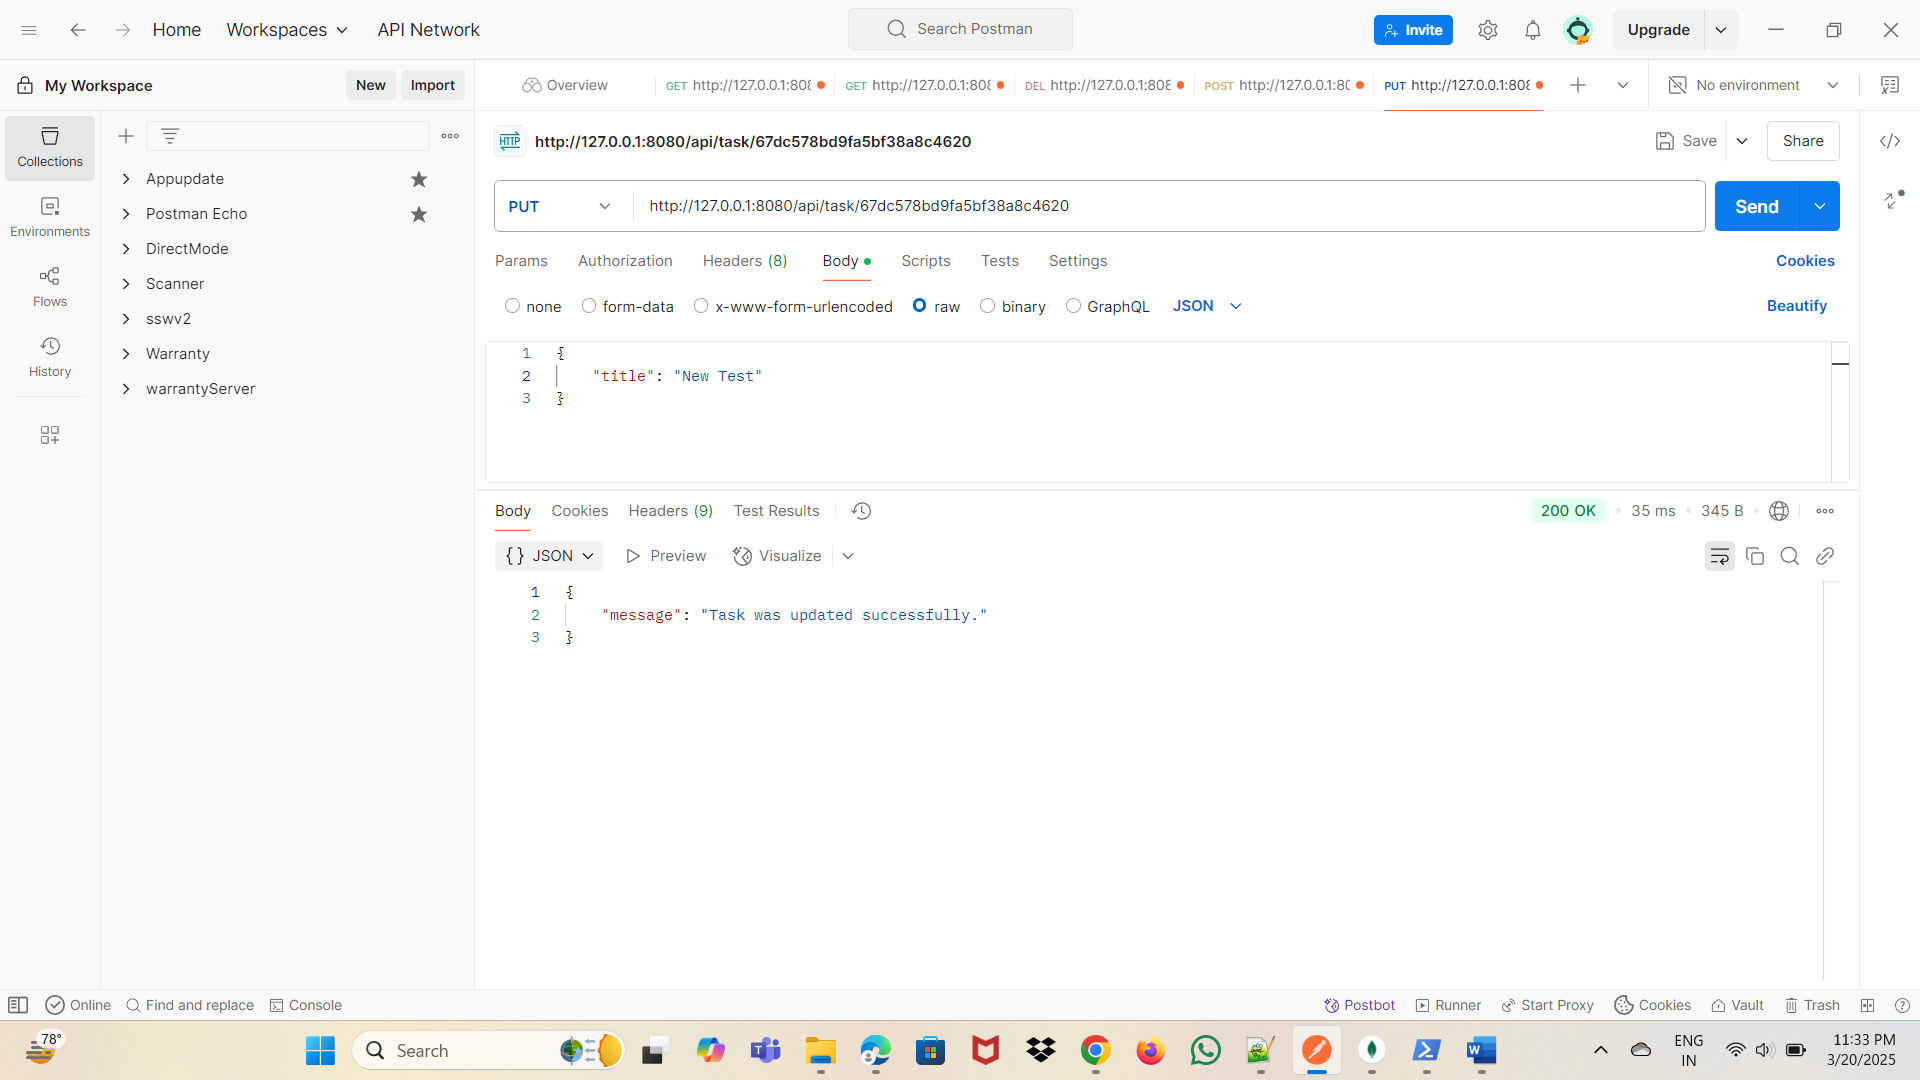 Home Workspaces API Network Search Postman Invite Upgrade
My Workspace New Import Overview GET http://127.0.0.1:808 GET http://127.0.0.1:808 DEL http://127.0.0.1:808 POST http://127.0.0.1:80 PUT http://127.0.0.1:808 No environment
HTTP http://127.0.0.1:8080/api/task/67dc578bd9fa5bf38a8c4620 Save Share
Collections
Environments
Flows
History
Appupdate
Postman Echo
DirectMode
Scanner
sswv2
Warranty
warrantyServer
PUT http://127.0.0.1:8080/api/task/67dc578bd9fa5bf38a8c4620 Send
Params Authorization Headers (8) Body Scripts Tests Settings Cookies
none form-data x-www-form-urlencoded raw binary GraphQL JSON Beautify
1 {
2 "title": "New Test"
3 }
Body Cookies Headers (9) Test Results 200 OK 35 ms 345 B
{} JSON Preview Visualize
1 {
2 "message": "Task was updated successfully."
3 }
Online Find and replace Console Postbot Runner Start Proxy Cookies Vault Trash
78° Search ENG 11:33 PM
IN 3/20/2025